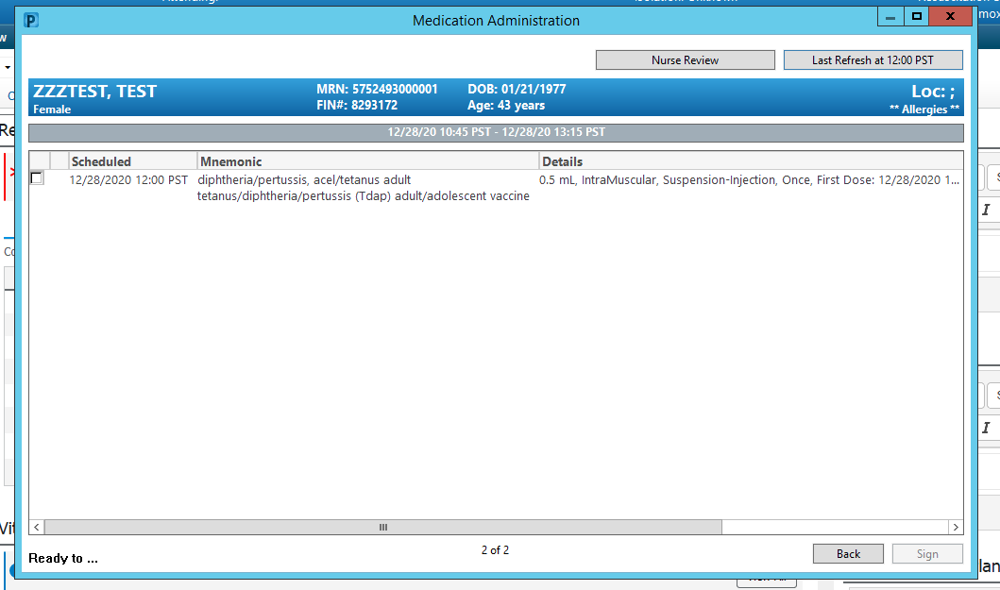 Medication Administration
Nurse Review
Last Refresh at 12:00 PST
ZZZTEST, TEST
MRN: 5752493000001
DOB: 01/21/1977
Loc: ;
Female
FIN#: 8293172
Age: 43 years
** Allergies **
12/28/20 10:45 PST - 12/28/20 13:15 PST
Scheduled Mnemonic Details
12/28/2020 12:00 PST diphtheria/pertussis, acel/tetanus adult 0.5 mL, IntraMuscular, Suspension-Injection, Once, First Dose: 12/28/2020 1...
tetanus/diphtheria/pertussis (Tdap) adult/adolescent vaccine
2 of 2
Ready to ...
Back
Sign